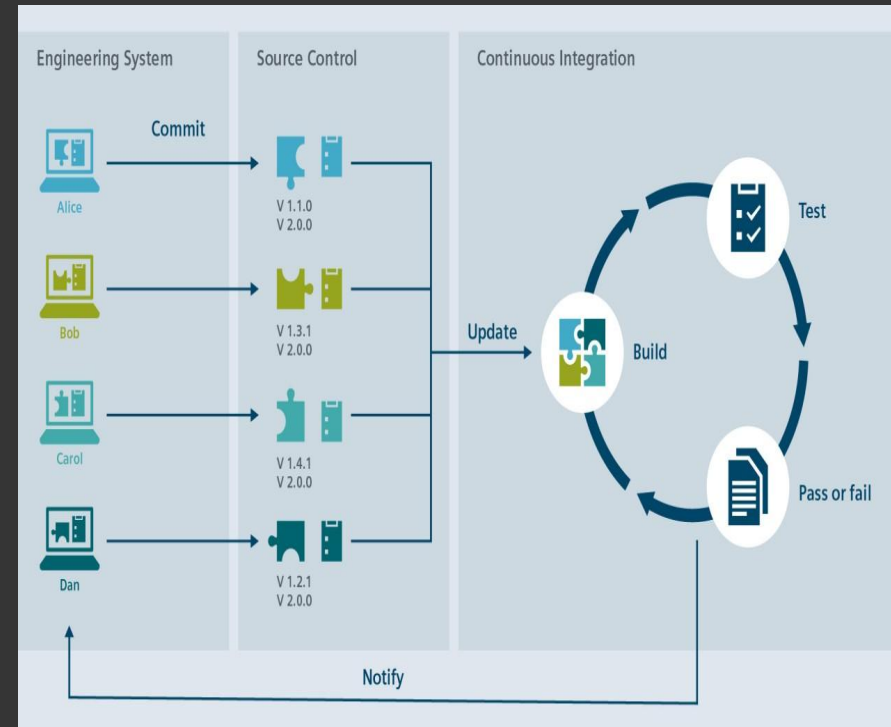 Engineering System
Source Control
Continuous Integration
Commit
Alice
V 1.1.0
V 2.0.0
Bob
V 1.3.1
V 2.0.0
Carol
V 1.4.1
V 2.0.0
Dan
V 1.2.1
V 2.0.0
Update
Build
Test
Pass or fail
Notify